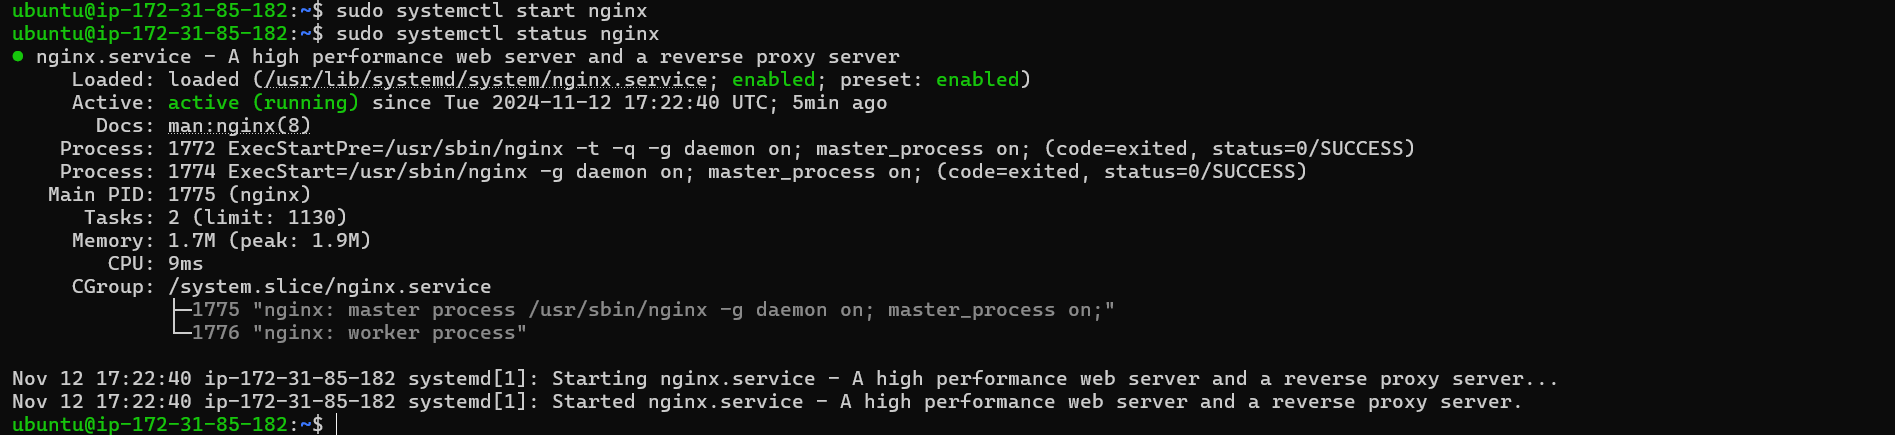 ubuntu@ip-172-31-85-182:~$ sudo systemctl start nginx
ubuntu@ip-172-31-85-182:~$ sudo systemctl status nginx
● nginx.service - A high performance web server and a reverse proxy server
     Loaded: loaded (/usr/lib/systemd/system/nginx.service; enabled; preset: enabled)
     Active: active (running) since Tue 2024-11-12 17:22:40 UTC; 5min ago
       Docs: man:nginx(8)
    Process: 1772 ExecStartPre=/usr/sbin/nginx -t -q -g daemon on; master_process on; (code=exited, status=0/SUCCESS)
    Process: 1774 ExecStart=/usr/sbin/nginx -g daemon on; master_process on; (code=exited, status=0/SUCCESS)
   Main PID: 1775 (nginx)
      Tasks: 2 (limit: 1130)
     Memory: 1.7M (peak: 1.9M)
        CPU: 9ms
     CGroup: /system.slice/nginx.service
             ├─1775 "nginx: master process /usr/sbin/nginx -g daemon on; master_process on;"
             └─1776 "nginx: worker process"

Nov 12 17:22:40 ip-172-31-85-182 systemd[1]: Starting nginx.service - A high performance web server and a reverse proxy server...
Nov 12 17:22:40 ip-172-31-85-182 systemd[1]: Started nginx.service - A high performance web server and a reverse proxy server.
ubuntu@ip-172-31-85-182:~$